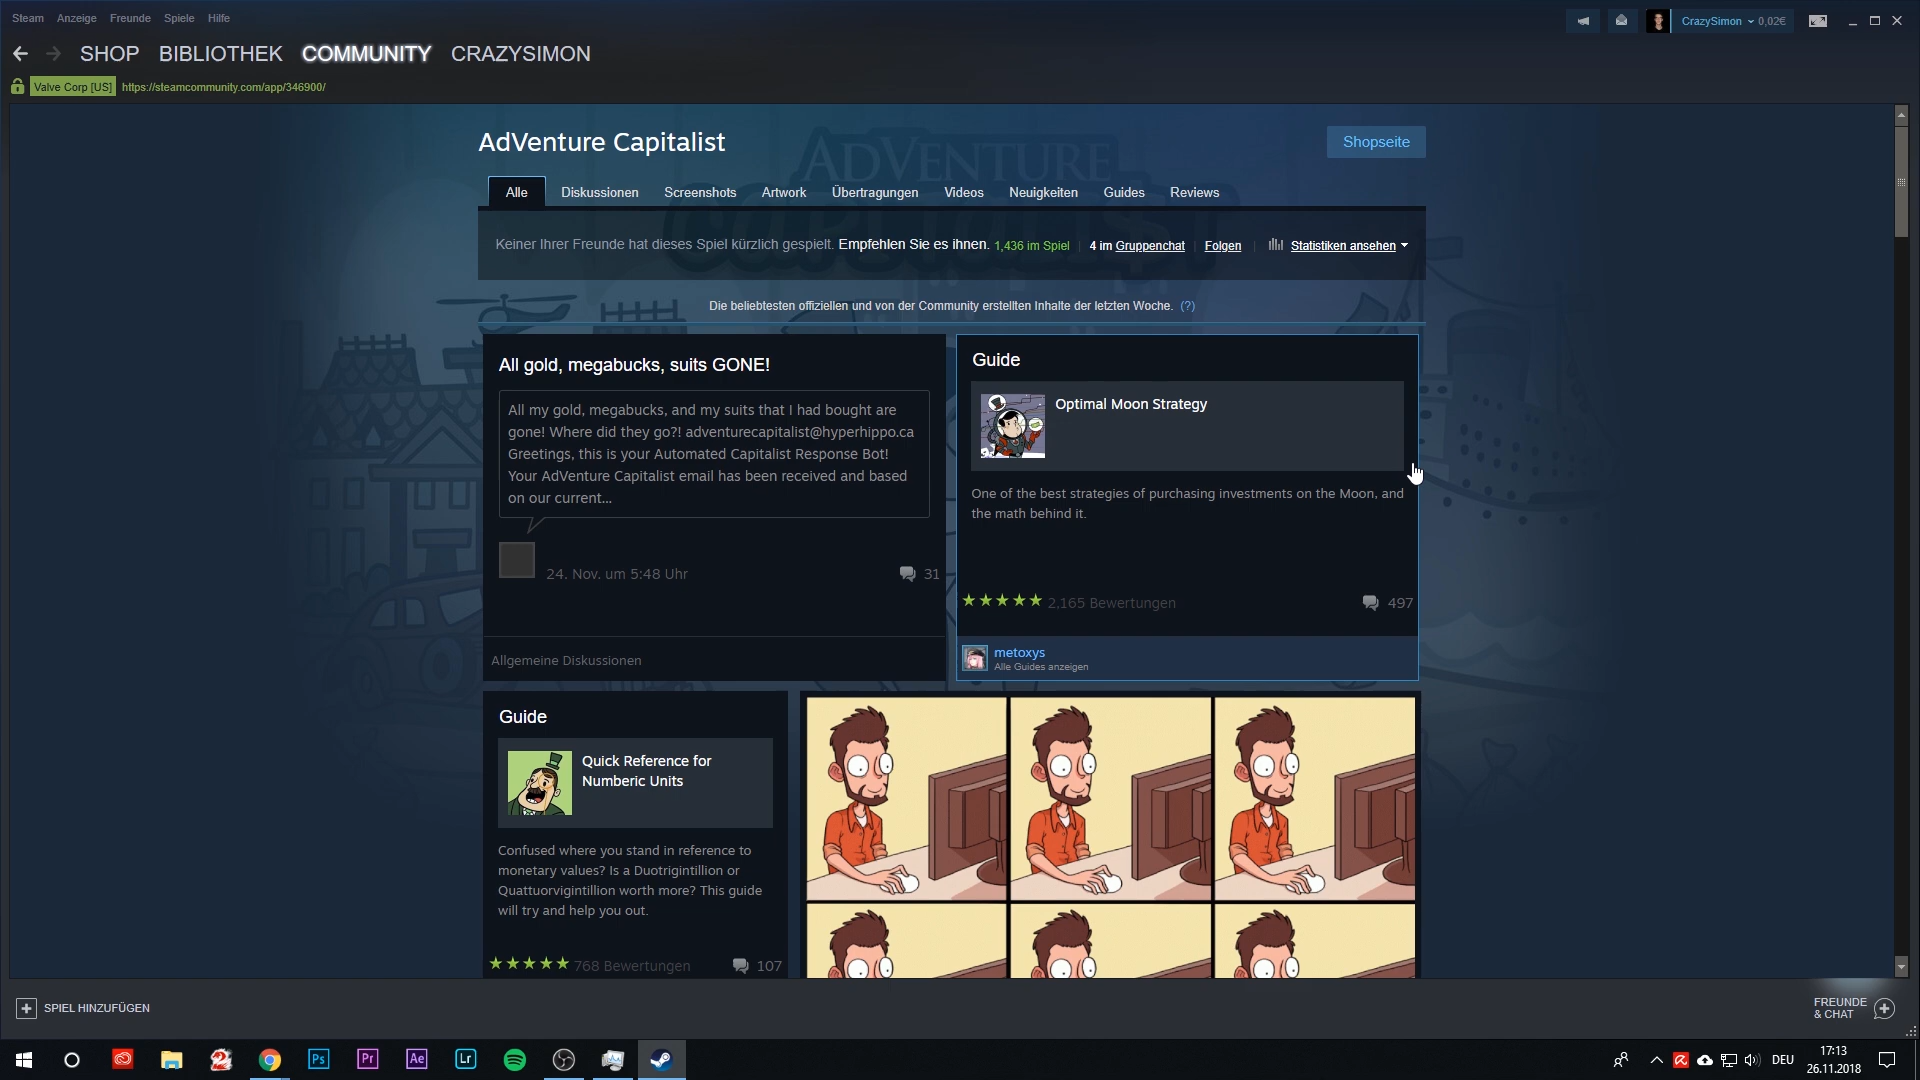 Steam Anzeige Freunde Spiele Hilfe
CrazySimon 0,02€
SHOP BIBLIOTHEK COMMUNITY CRAZYSIMON
Valve Corp [US] https://steamcommunity.com/app/346900/
AdVenture Capitalist
Shopseite
ADVENTURE
CAPITALIST
Alle Diskussionen Screenshots Artwork Übertragungen Videos Neuigkeiten Guides Reviews
Keiner Ihrer Freunde hat dieses Spiel kürzlich gespielt. Empfehlen Sie es ihnen. 1,436 im Spiel | 4 im Gruppenchat | Folgen | Statistiken ansehen
Die beliebtesten offiziellen und von der Community erstellten Inhalte der letzten Woche. (?)
All gold, megabucks, suits GONE!
All my gold, megabucks, and my suits that I had bought are
gone! Where did they go?! adventurecapitalist@hyperhippo.ca
Greetings, this is your Automated Capitalist Response Bot!
Your AdVenture Capitalist email has been received and based
on our current...
24. Nov. um 5:48 Uhr
31
Allgemeine Diskussionen
Guide
Optimal Moon Strategy
One of the best strategies of purchasing investments on the Moon, and
the math behind it.
2,165 Bewertungen
497
metoxys
Alle Guides anzeigen
Guide
Quick Reference for
Numberic Units
Confused where you stand in reference to
monetary values? Is a Duotrigintillion or
Quattuorvigintillion worth more? This guide
will try and help you out.
768 Bewertungen
107
SPIEL HINZUFÜGEN
FREUNDE
& CHAT
Ps Pr Ae Lr
DEU
17:13
26.11.2018